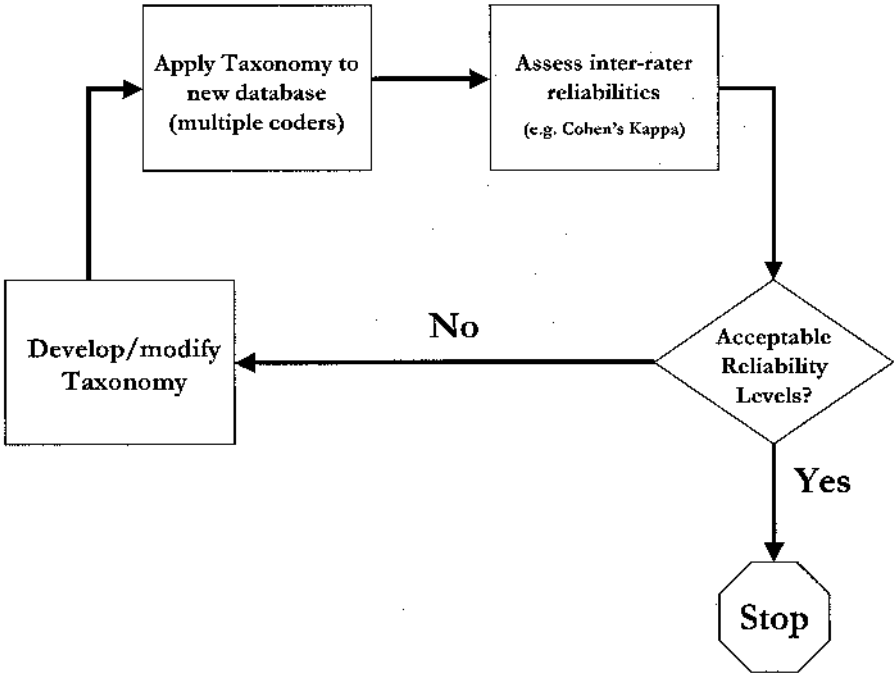 Apply Taxonomy to
new database
(multiple coders)
Assess inter-rater
reliabilities
(e.g. Cohen's Kappa)
Develop/modify
Taxonomy
No
Acceptable
Reliability
Levels?
Yes
Stop